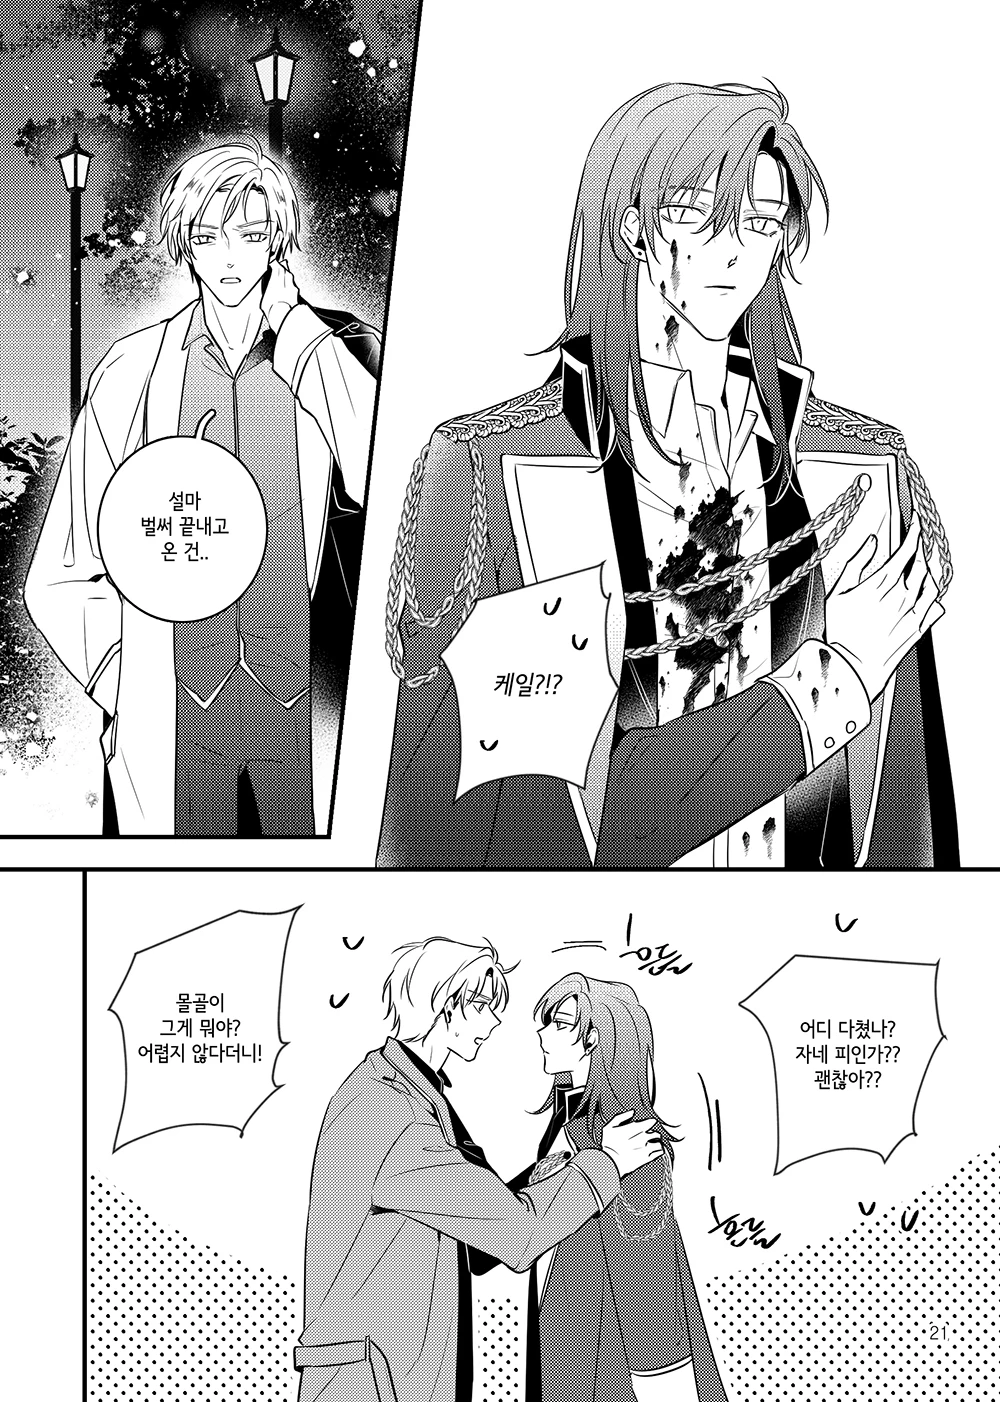 설마
벌써 끝내고
온 건..
케일?!?
몰골이
그게 뭐야?
어렵지 않다더니!
어디 다쳤나?
자네 피인가??
괜찮아??
흔들
21